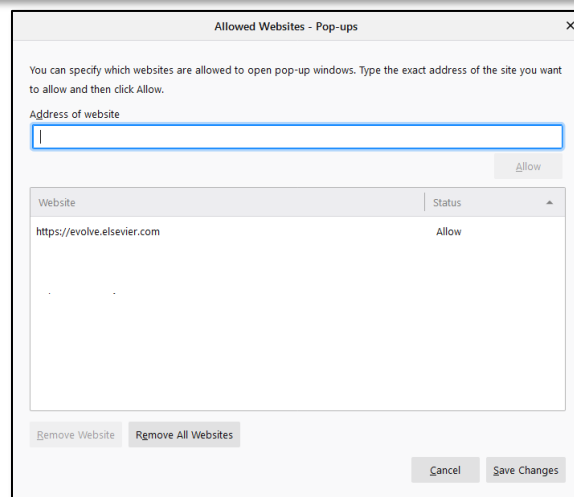 Allowed Websites - Pop-ups
You can specify which websites are allowed to open pop-up windows. Type the exact address of the site you want
to allow and then click Allow.
Address of website
Allow
Website Status
https://evolve.elsevier.com Allow
Remove Website Remove All Websites
Cancel Save Changes